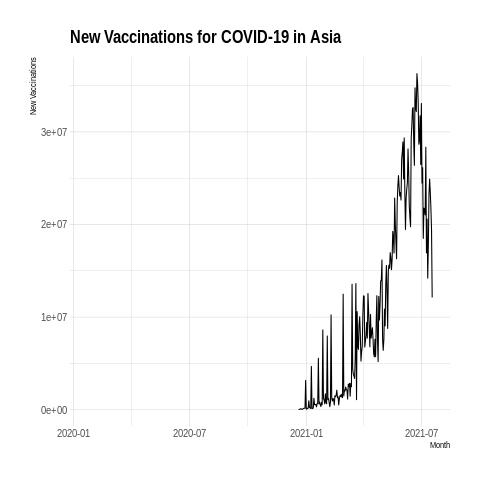 New Vaccinations for COVID-19 in Asia
New Vaccinations
3e+07
2e+07
1e+07
0e+00
2020-01 2020-07 2021-01 2021-07
Month